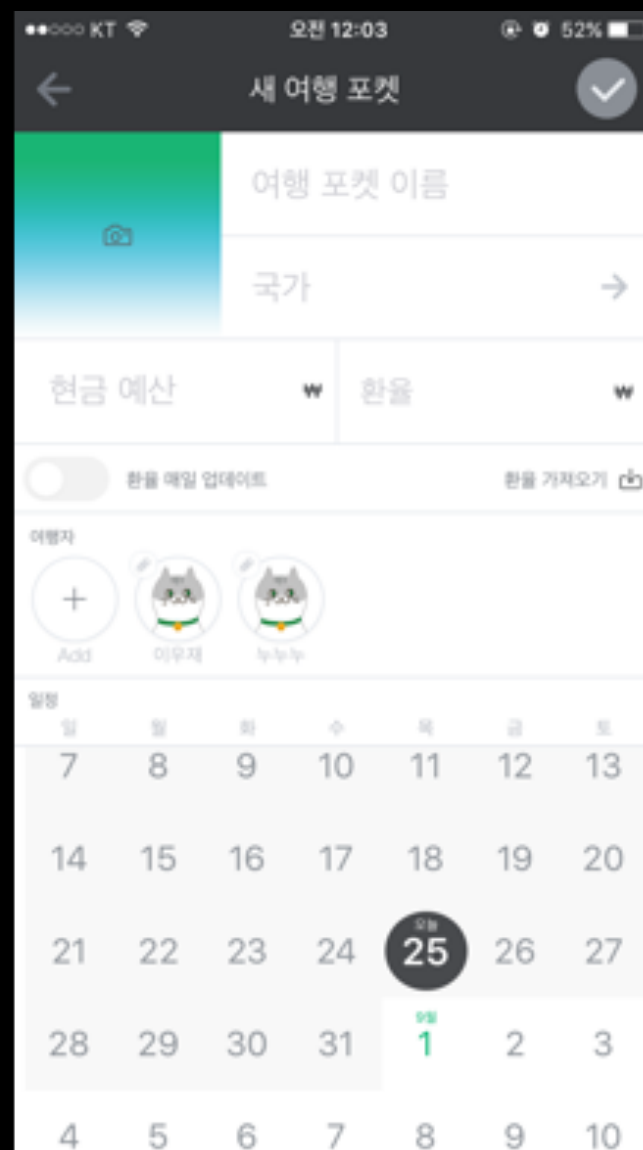 KT 오전 12:03 52%
새 여행 포켓
여행 포켓 이름
국가
현금 예산 ₩ 환율 ₩
환율 매일 업데이트 환율 가져오기
여행자
Add 이우재 누누누
일정
일 월 화 수 목 금 토
7 8 9 10 11 12 13
14 15 16 17 18 19 20
오늘
21 22 23 24 25 26 27
9월
28 29 30 31 1 2 3
4 5 6 7 8 9 10